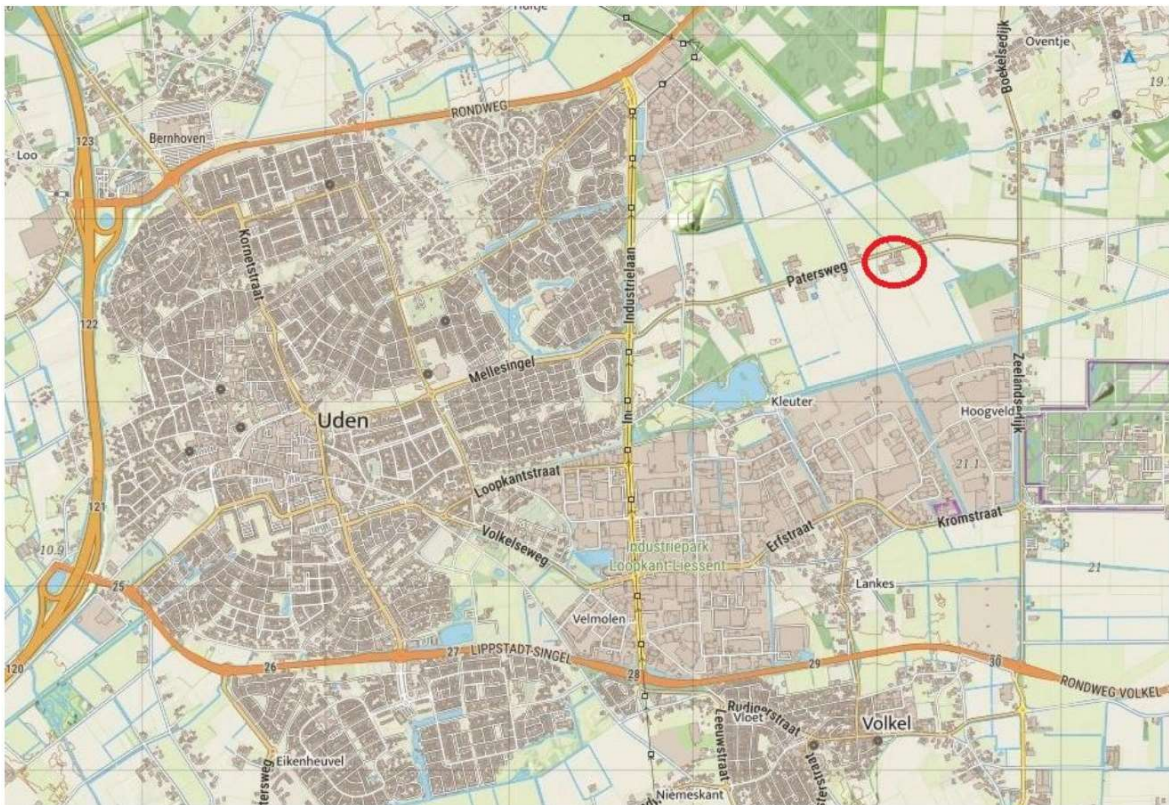 Oventje
19.
Boekelsedijk
RONDWEG
Bernhoven
123
Loo
Kornetstraat
Industrielaan
Patersweg
122
Mellesingel
Zeelandsedijk
Kleuter
Uden
Hoogveld
In
21.1
Loopkantstraat
121
Kromstraat
Erfstraat
Volkelseweg
10.9
Industriepark
Loopkant-Liessent
21
25
Lankes
Velmolen
27
LIPPSTADT-SINGEL
29
30
26
28
120
RONDWEG VOLKEL
Rudigerstraat
Vloet
Volkel
Leeuwstraat
Eikenheuvel
Niemeskant